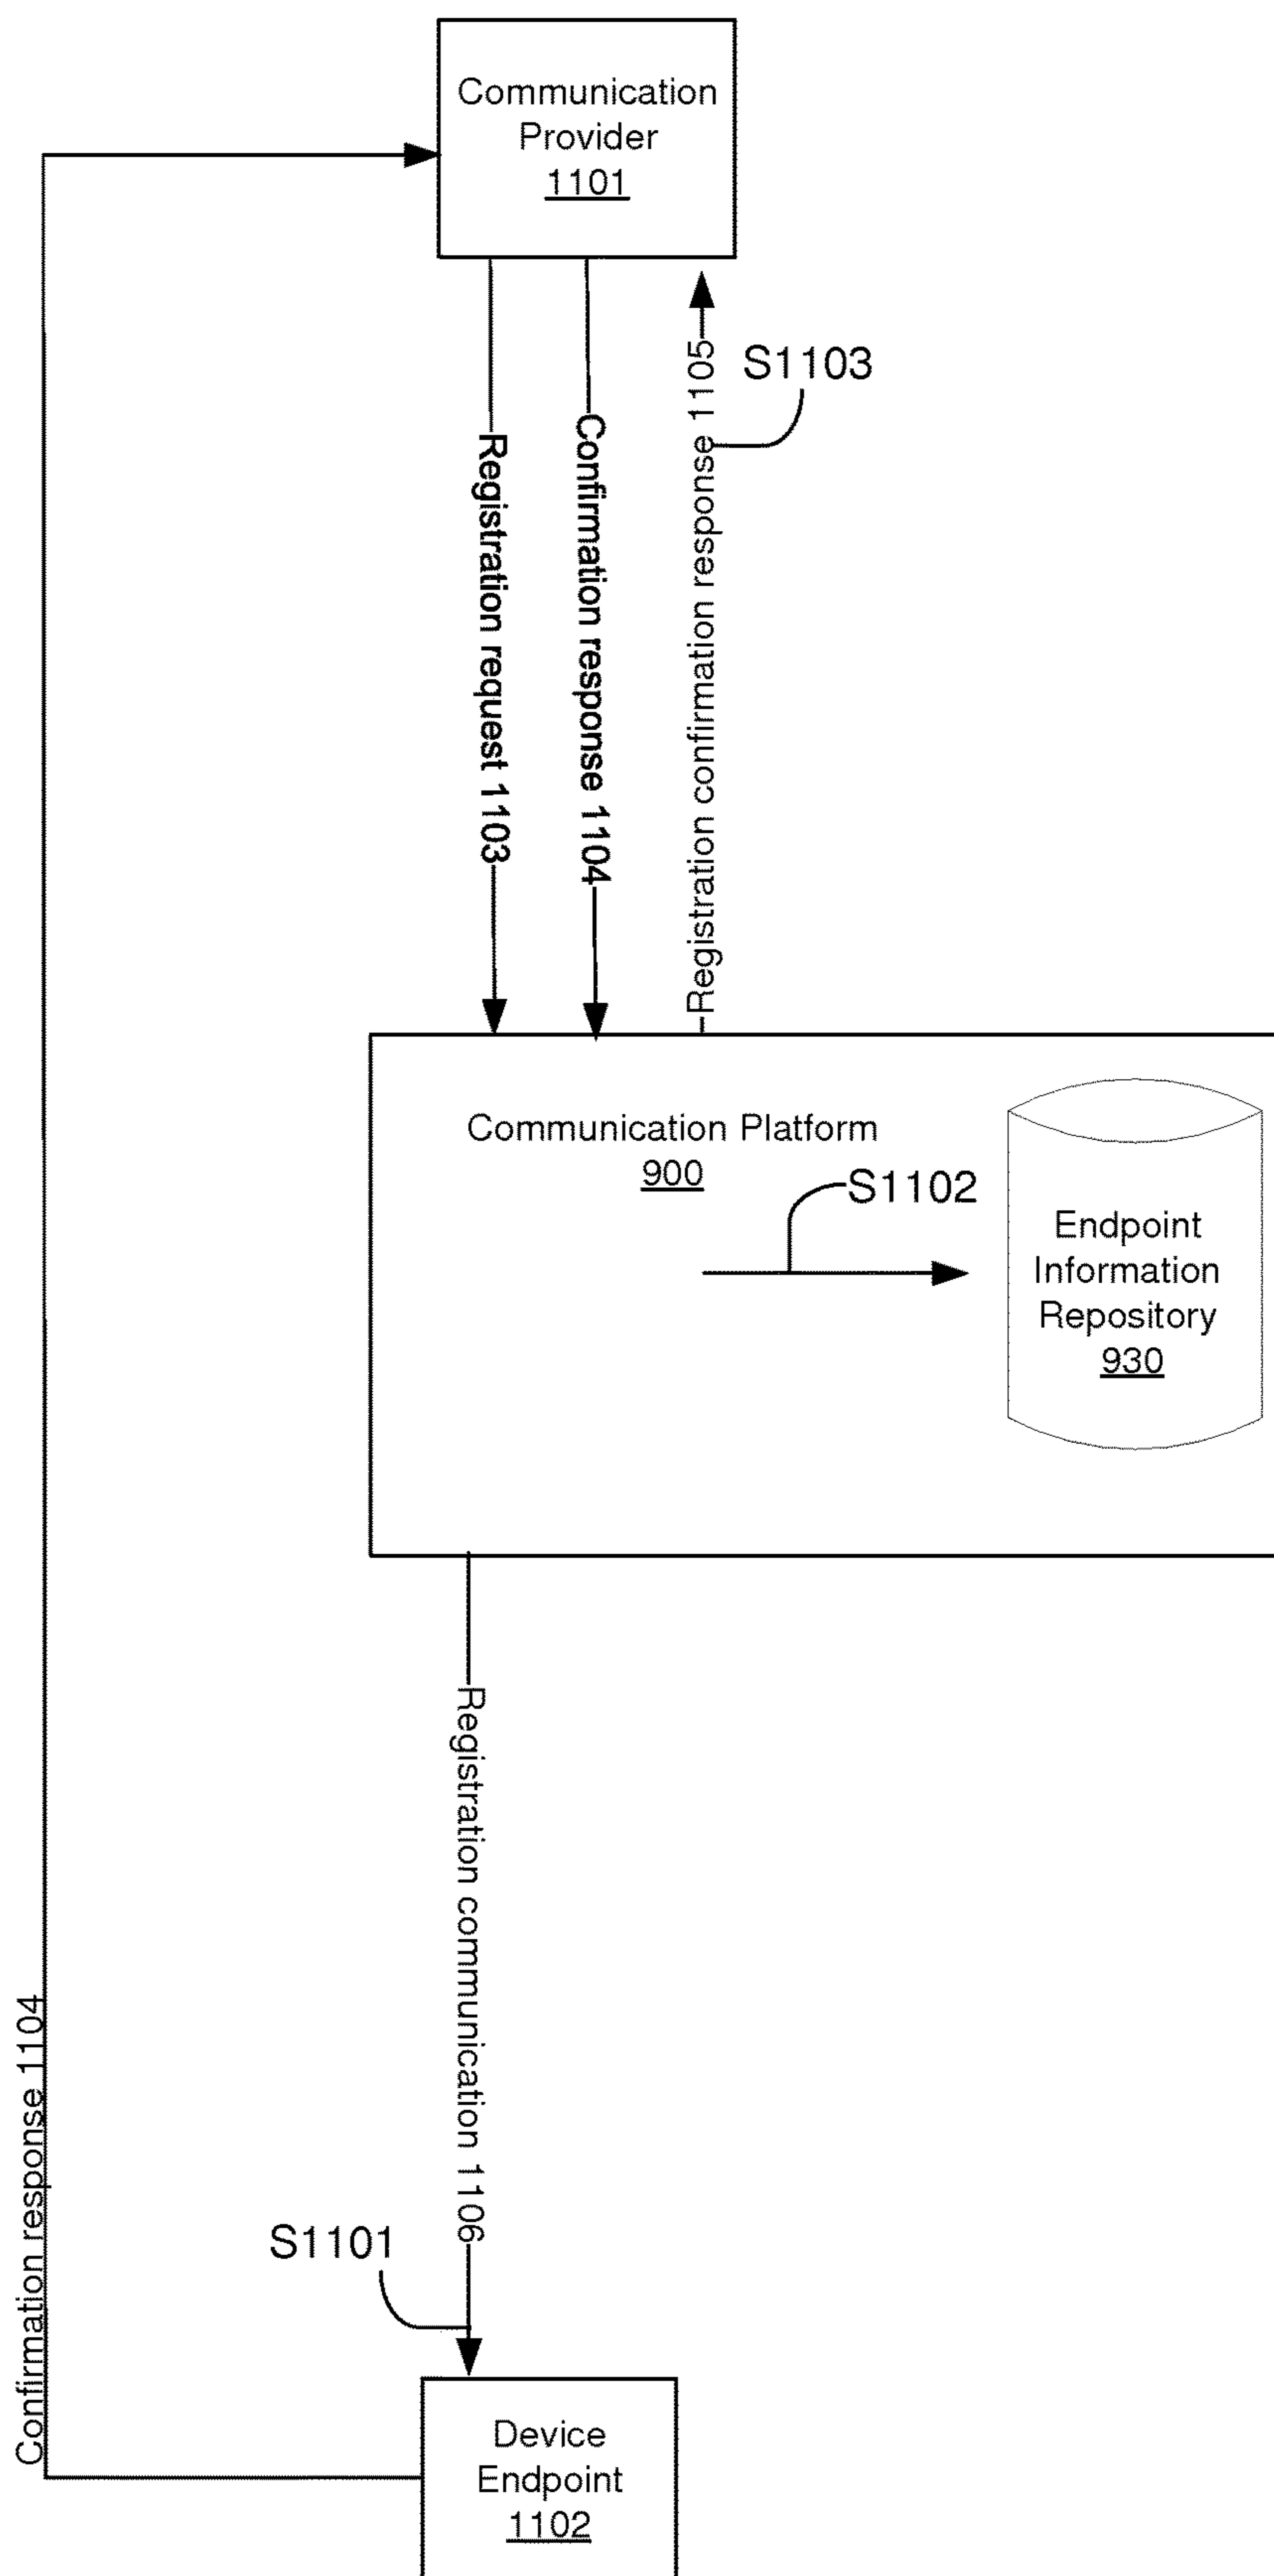 Communication
Provider
1101
S1103
Registration request 1103
Confirmation response 1104
Registration confirmation response 1105
Communication Platform
900
S1102
Endpoint
Information
Repository
930
Registration communication 1106
Confirmation response 1104
S1101
Device
Endpoint
1102